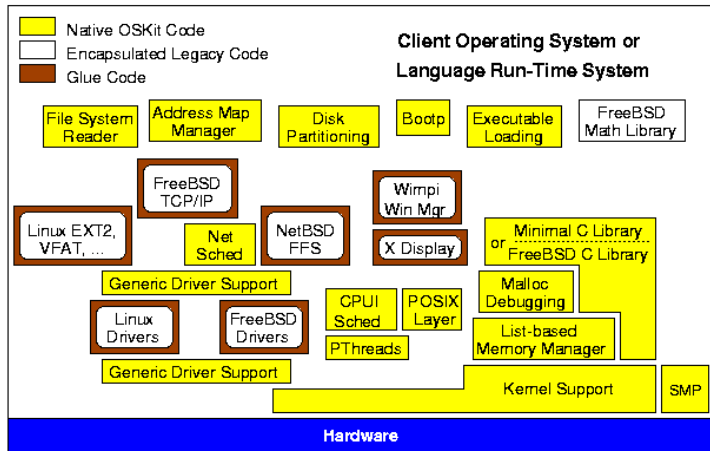 Native OSKit Code
Encapsulated Legacy Code
Glue Code
Client Operating System or
Language Run-Time System
File System
Reader
Address Map
Manager
Disk
Partitioning
Bootp
Executable
Loading
FreeBSD
Math Library
FreeBSD
TCP/IP
Wimpi
Win Mgr
Linux EXT2,
VFAT, ...
Net
Sched
NetBSD
FFS
X Display
or
Minimal C Library
FreeBSD C Library
Generic Driver Support
Malloc
Debugging
Linux
Drivers
FreeBSD
Drivers
CPUI
Sched
POSIX
Layer
List-based
Memory Manager
PThreads
Generic Driver Support
Kernel Support
SMP
Hardware